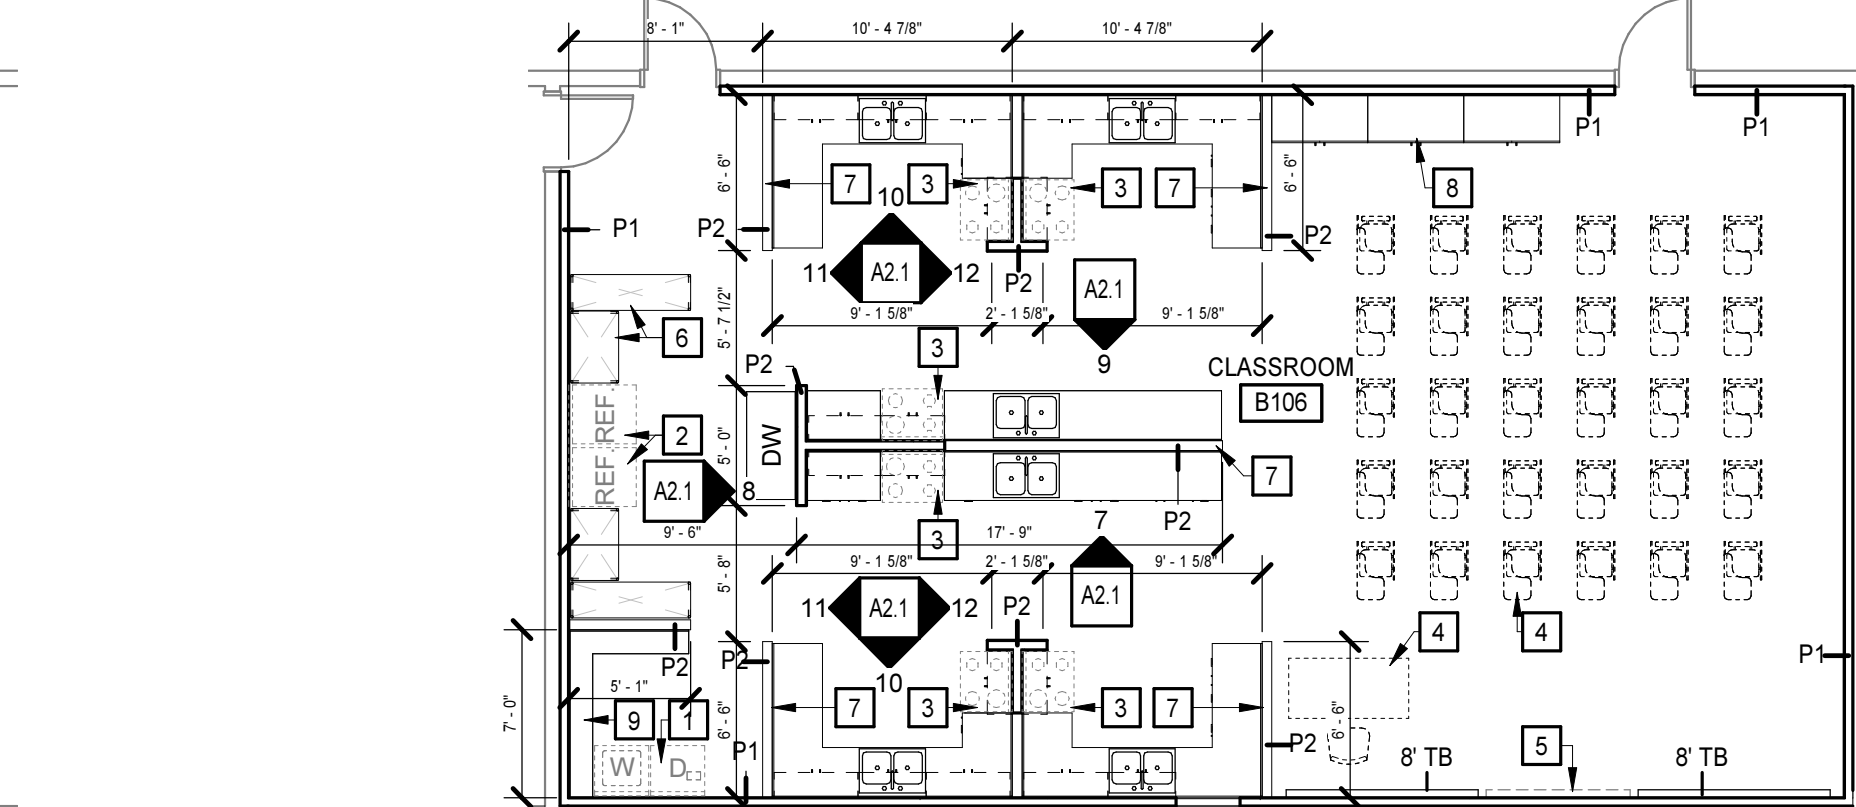 8' - 1"
10' - 4 7/8"
10' - 4 7/8"
P1
P1
6' - 6"
7
3
3
7
6' - 6"
8
10
P1
P2
P2
11
A2.1
12
P2
A2.1
5' - 7 1/2"
9' - 1 5/8"
2' - 1 5/8"
9' - 1 5/8"
6
3
9
P2
CLASSROOM
B106
REF.
2
5' - 0"
DW
REF.
7
A2.1
8
7
P2
9' - 6"
3
17' - 9"
9' - 1 5/8"
2' - 1 5/8"
9' - 1 5/8"
5' - 8"
11
A2.1
12
P2
A2.1
4
4
P2
P2
P1
10
5' - 1"
7' - 0"
9
1
6' - 6"
7
3
3
7
6' - 6"
P1
P2
5
8' TB
8' TB
W
D